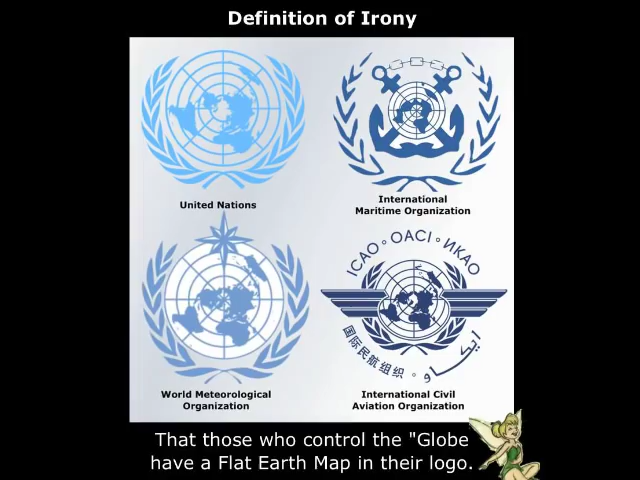 Definition of Irony
United Nations
International
Maritime Organization
ICAO ◦ OACI ◦ ИКАО
国际民航组织 ◦ ايكاو
World Meteorological
Organization
International Civil
Aviation Organization
That those who control the "Globe
have a Flat Earth Map in their logo.